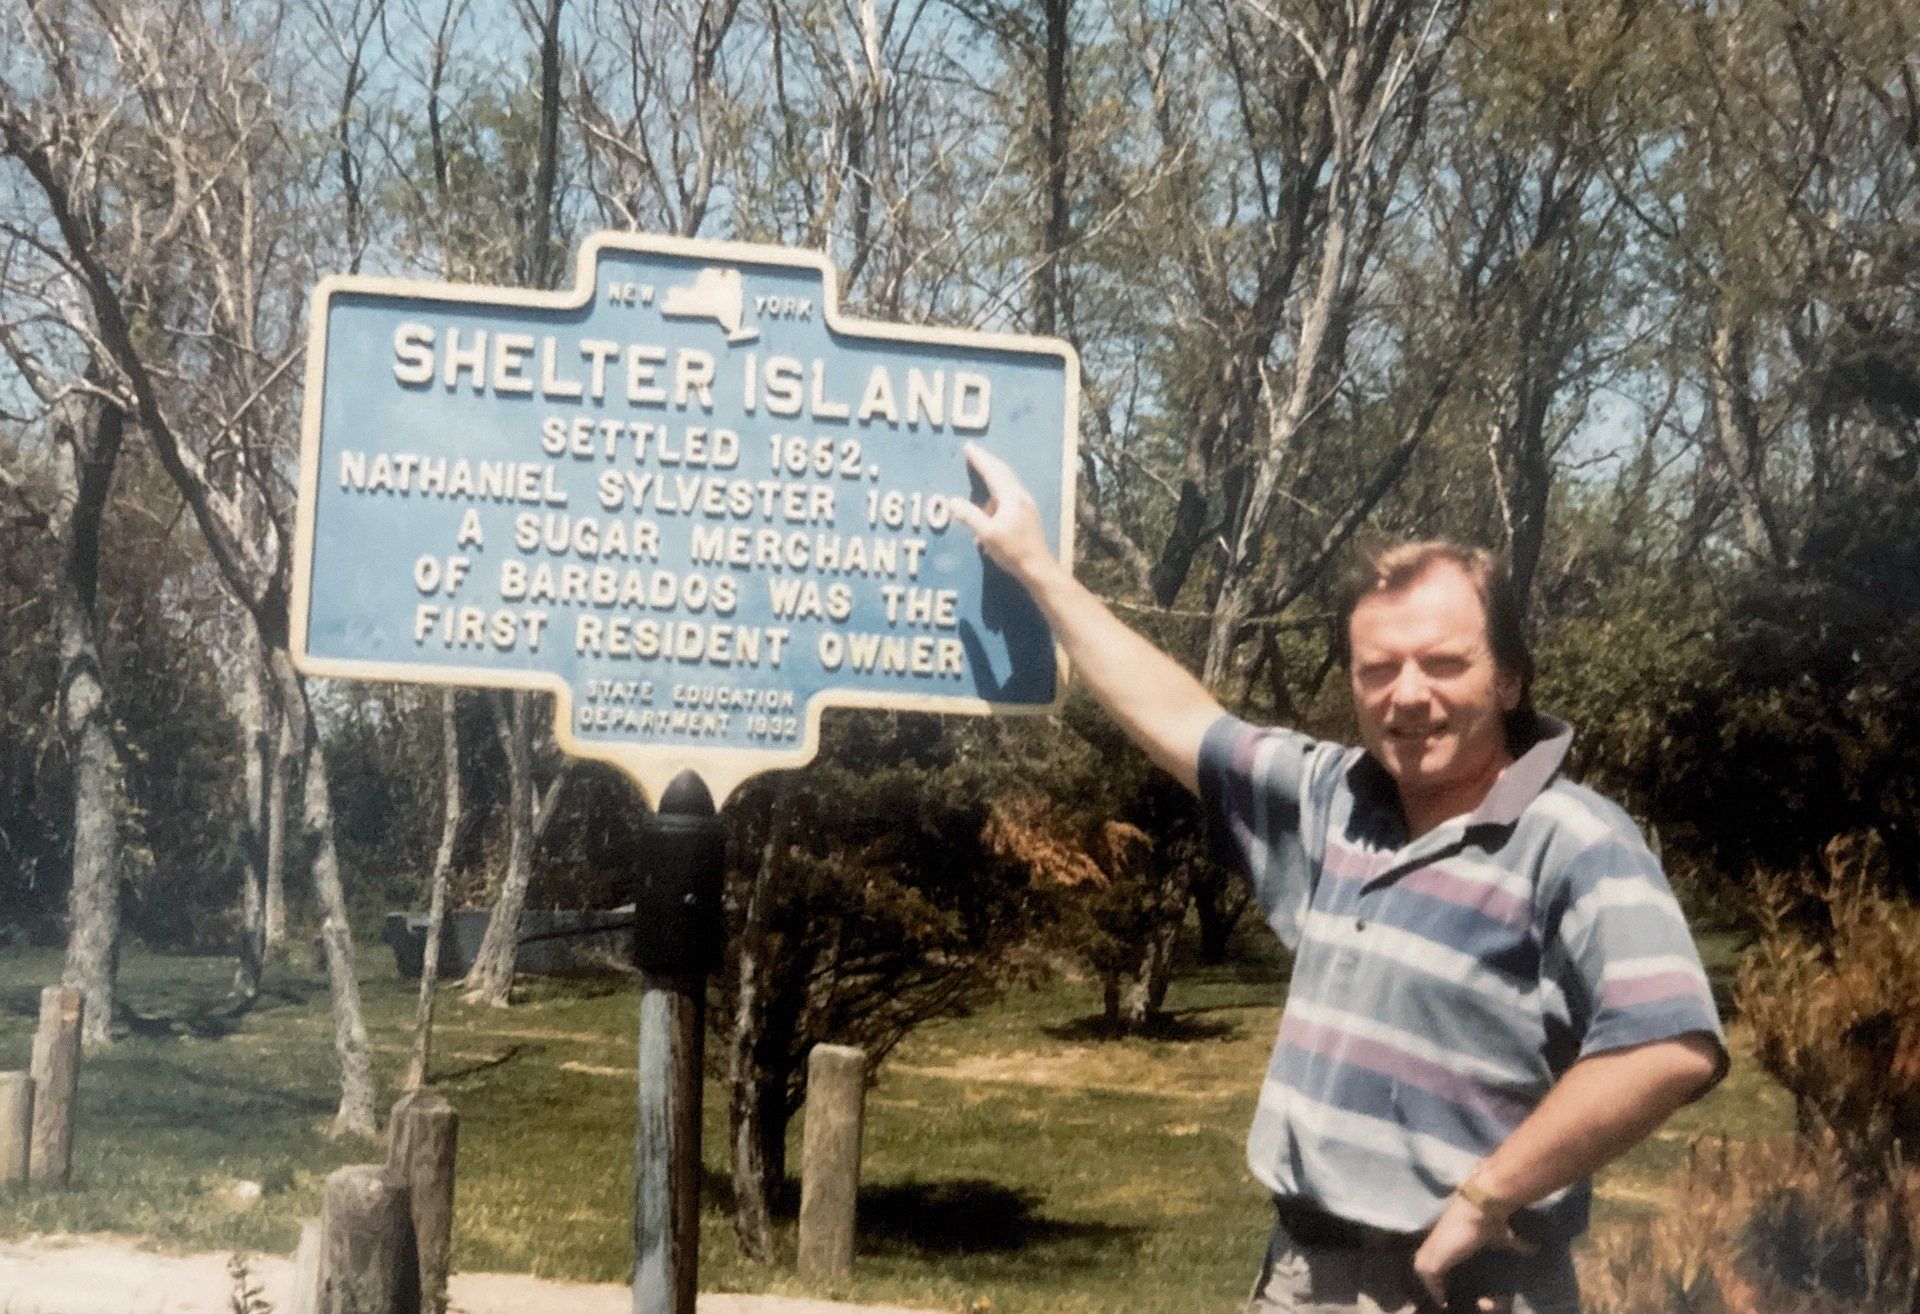 NEW YORK
SHELTER ISLAND
SETTLED 1652.
NATHANIEL SYLVESTER 1610
A SUGAR MERCHANT
OF BARBADOS WAS THE
FIRST RESIDENT OWNER
STATE EDUCATION
DEPARTMENT 1932